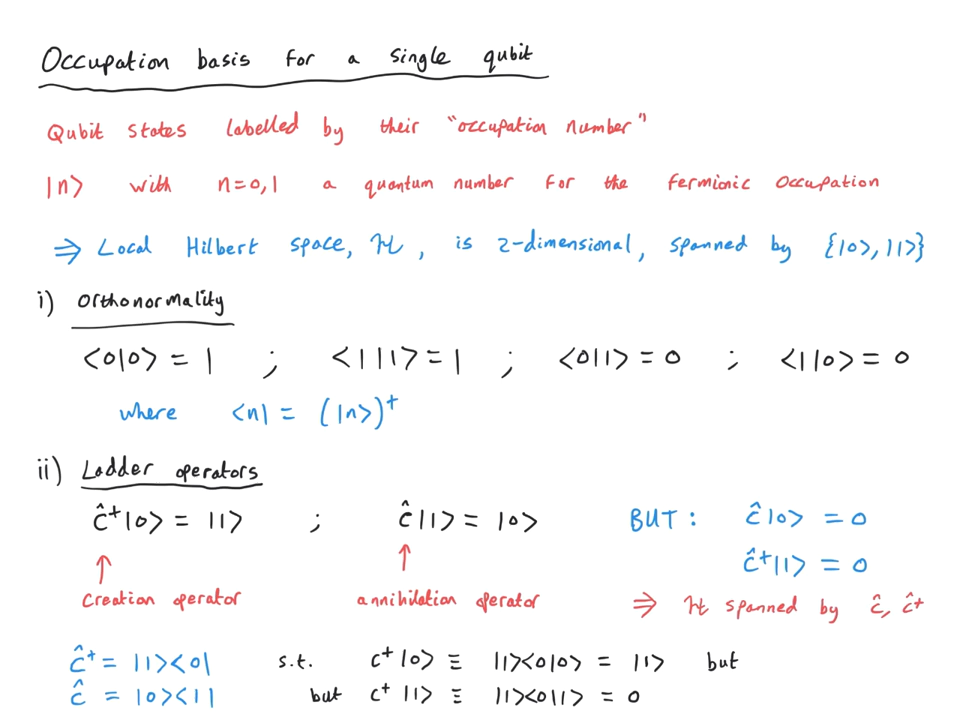 Occupation basis for a single qubit
Qubit states labelled by their "occupation number"
|n> with n=0,1 a quantum number for the fermionic occupation
⇒ Local Hilbert space, ℋ, is 2-dimensional, spanned by {|0>, |1>}
i) Orthonormality
<0|0> = 1 ; <1|1> = 1 ; <0|1> = 0 ; <1|0> = 0
where <n| = (|n>)†
ii) Ladder operators
ĉ†|0> = |1> ; ĉ|1> = |0> BUT: ĉ|0> = 0
↑ ↑ ĉ†|1> = 0
creation operator annihilation operator ⇒ ℋ spanned by ĉ, ĉ†
ĉ† = |1><0| s.t. c†|0> ≡ |1><0|0> = |1> but
ĉ = |0><1| but c†|1> ≡ |1><0|1> = 0